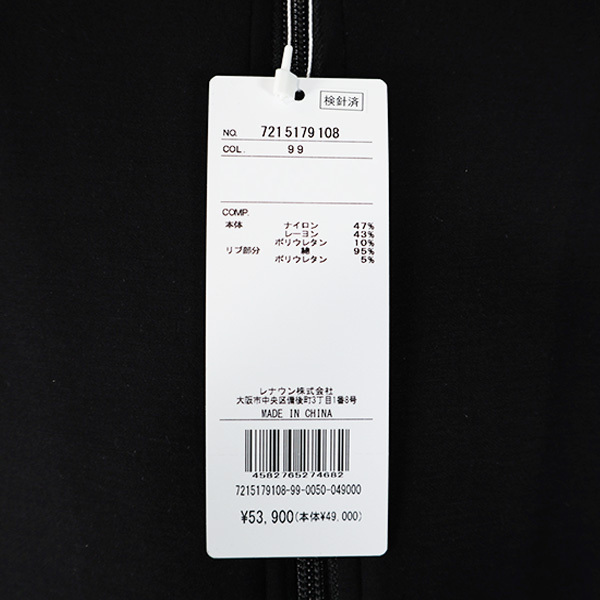 検針済
NO. 7215179108
COL. 99
COMP.
本体 ナイロン 47%
レーヨン 43%
ポリウレタン 10%
リブ部分 綿 95%
ポリウレタン 5%
レナウン株式会社
大阪市中央区備後町3丁目1番8号
MADE IN CHINA
4582765274682
7215179108-99-0050-049000
¥53,900(本体¥49,000)